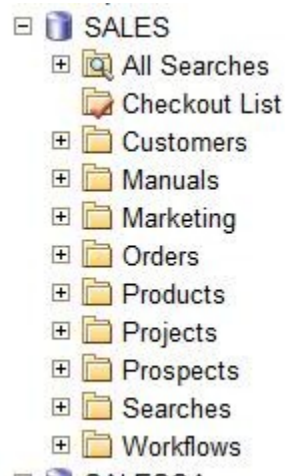 SALES
All Searches
Checkout List
Customers
Manuals
Marketing
Orders
Products
Projects
Prospects
Searches
Workflows